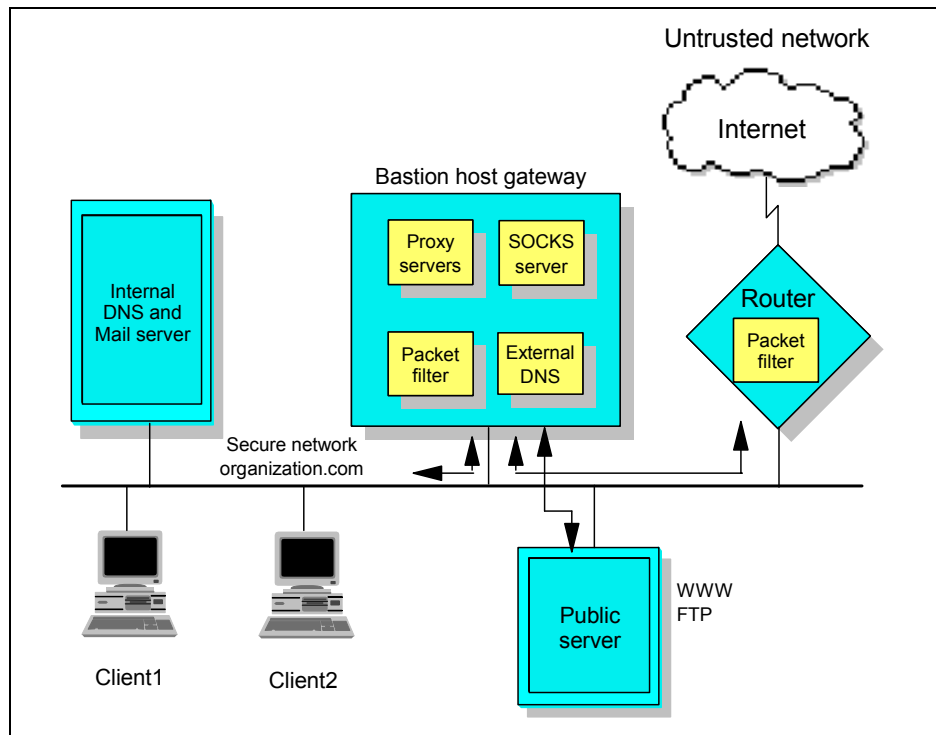 Untrusted network
Internet
Bastion host gateway
Proxy
servers
SOCKS
server
Internal
DNS and
Mail server
Packet
filter
External
DNS
Router
Packet
filter
Secure network
organization.com
Client1
Client2
Public
server
WWW
FTP